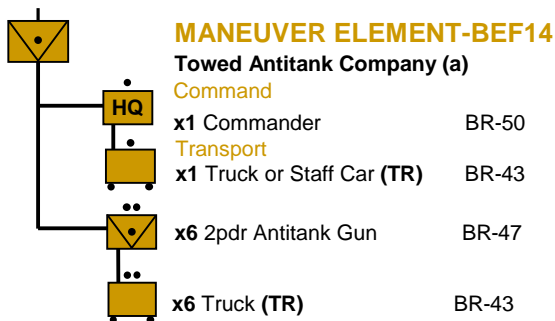 MANEUVER ELEMENT-BEF14
Towed Antitank Company (a)
Command
HQ
x1 Commander BR-50
Transport
x1 Truck or Staff Car (TR) BR-43
x6 2pdr Antitank Gun BR-47
x6 Truck (TR) BR-43